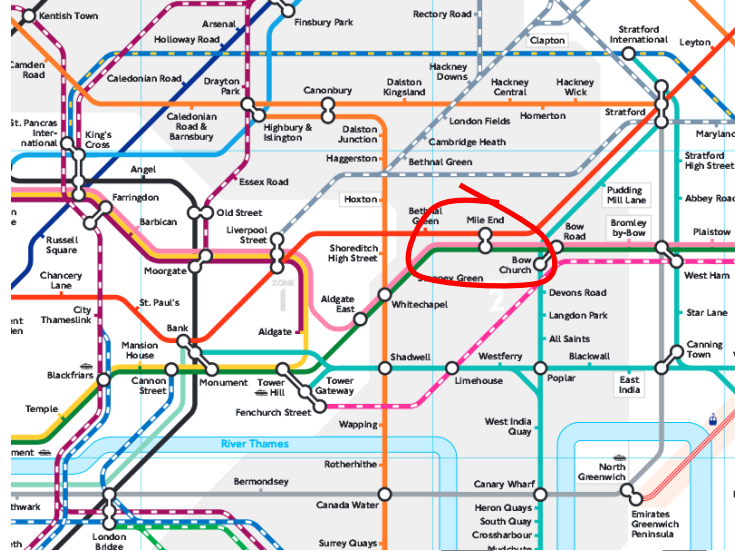 Kentish Town
Arsenal
Holloway Road
Finsbury Park
Rectory Road
Stratford
International
Clapton
Leyton
Camden
Road
Caledonian Road
Drayton
Park
Canonbury
Dalston
Kingsland
Hackney
Downs
Hackney
Central
Hackney
Wick
Stratford
Caledonian
Road &
Barnsbury
Highbury &
Islington
Dalston
Junction
London Fields
Homerton
Maryland
St. Pancras
Inter-
national
King's
Cross
Cambridge Heath
Haggerston
Bethnal Green
Stratford
High Street
Angel
Essex Road
Farringdon
Old Street
Hoxton
Pudding
Mill Lane
Abbey Road
Barbican
Liverpool
Street
Bethnal
Green
Mile End
Bow
Road
Bromley
by-Bow
Plaistow
Russell
Square
Moorgate
Shoreditch
High Street
Stepney Green
Bow
Church
West Ham
Chancery
Lane
ZONE
1
2
City
Thameslink
St. Paul's
Aldgate
East
Whitechapel
Devons Road
Star Lane
Langdon Park
Mansion
House
Bank
Aldgate
All Saints
Canning
Town
Blackfriars
Cannon
Street
Monument
Tower
Hill
Tower
Gateway
Shadwell
Limehouse
Westferry
Poplar
Blackwall
East
India
Fenchurch Street
Temple
Wapping
West India
Quay
River Thames
Rotherhithe
North
Greenwich
Bermondsey
Canada Water
Canary Wharf
Heron Quays
Emirates
Greenwich
Peninsula
London
Bridge
South Quay
Crossharbour
Surrey Quays
Mudchute